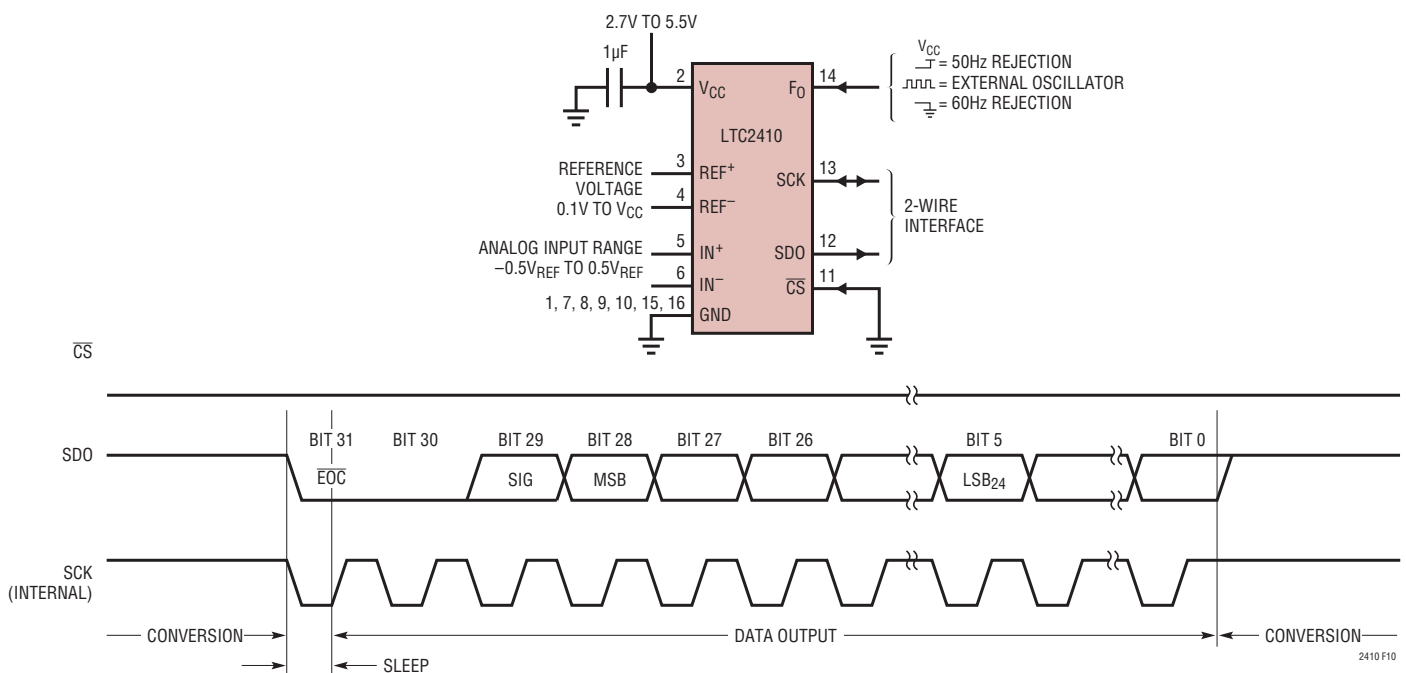 2.7V TO 5.5V
1µF
2
VCC
14
FO
VCC
= 50Hz REJECTION
= EXTERNAL OSCILLATOR
= 60Hz REJECTION
LTC2410
REFERENCE
VOLTAGE
0.1V TO VCC
3
REF+
4
REF–
13
SCK
2-WIRE
INTERFACE
ANALOG INPUT RANGE
–0.5VREF TO 0.5VREF
5
IN+
6
IN–
12
SDO
11
CS
1, 7, 8, 9, 10, 15, 16
GND
CS
SDO
BIT 31
BIT 30
BIT 29
BIT 28
BIT 27
BIT 26
BIT 5
BIT 0
EOC
SIG
MSB
LSB24
SCK
(INTERNAL)
CONVERSION
DATA OUTPUT
CONVERSION
SLEEP
2410 F10